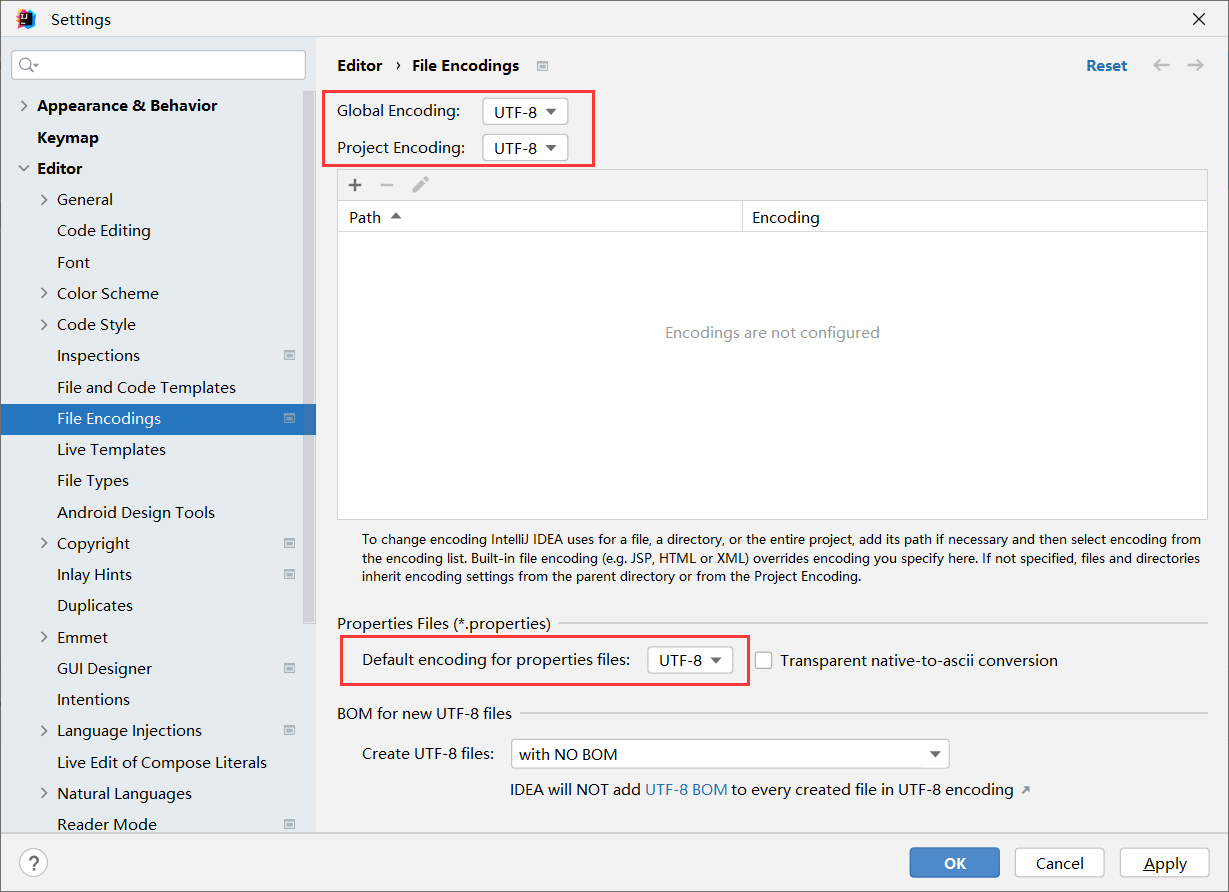 Settings
Editor › File Encodings
Reset
Appearance & Behavior
Keymap
Editor
General
Code Editing
Font
Color Scheme
Code Style
Inspections
File and Code Templates
File Encodings
Live Templates
File Types
Android Design Tools
Copyright
Inlay Hints
Duplicates
Emmet
GUI Designer
Intentions
Language Injections
Live Edit of Compose Literals
Natural Languages
Reader Mode
Global Encoding: UTF-8
Project Encoding: UTF-8
Path Encoding
Encodings are not configured
To change encoding IntelliJ IDEA uses for a file, a directory, or the entire project, add its path if necessary and then select encoding from
the encoding list. Built-in file encoding (e.g. JSP, HTML or XML) overrides encoding you specify here. If not specified, files and directories
inherit encoding settings from the parent directory or from the Project Encoding.
Properties Files (*.properties)
Default encoding for properties files: UTF-8 Transparent native-to-ascii conversion
BOM for new UTF-8 files
Create UTF-8 files: with NO BOM
IDEA will NOT add UTF-8 BOM to every created file in UTF-8 encoding
? OK Cancel Apply